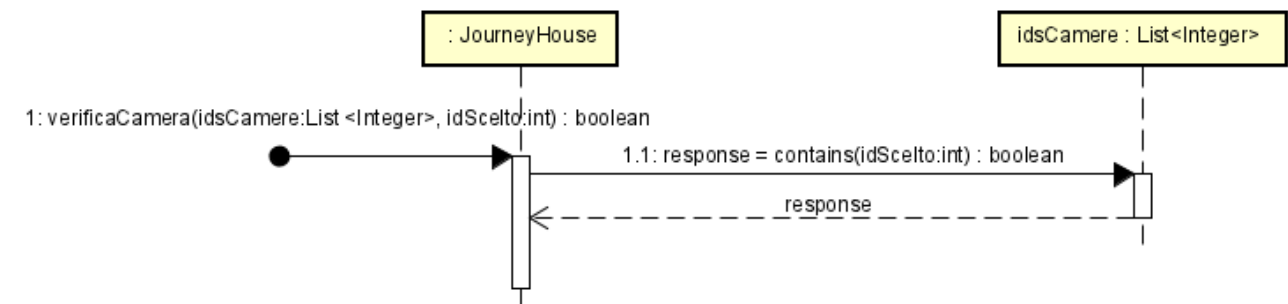 : JourneyHouse
idsCamere : List<Integer>
1: verificaCamera(idsCamere:List <Integer>, idScelto:int) : boolean
1.1: response = contains(idScelto:int) : boolean
response